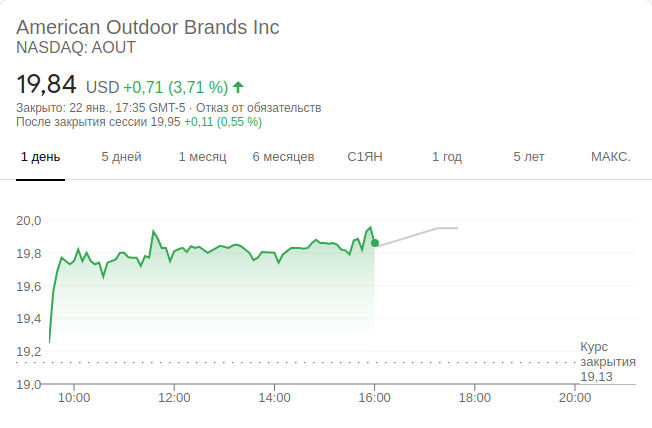 American Outdoor Brands Inc
NASDAQ: AOUT
19,84 USD +0,71 (3,71 %)
Закрыто: 22 янв., 17:35 GMT-5 · Отказ от обязательств
После закрытия сессии 19,95 +0,11 (0,55 %)
1 день 5 дней 1 месяц 6 месяцев С1ЯН 1 год 5 лет МАКС.
20,0
19,8
19,6
19,4
19,2
19,0
Курс
закрытия
19,13
10:00 12:00 14:00 16:00 18:00 20:00